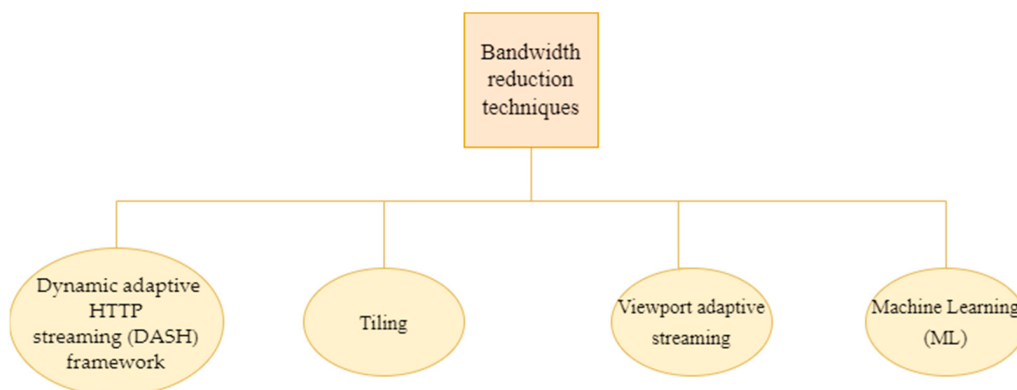 Bandwidth
reduction
techniques
Dynamic adaptive
HTTP
streaming (DASH)
framework
Tiling
Viewport adaptive
streaming
Machine Learning
(ML)